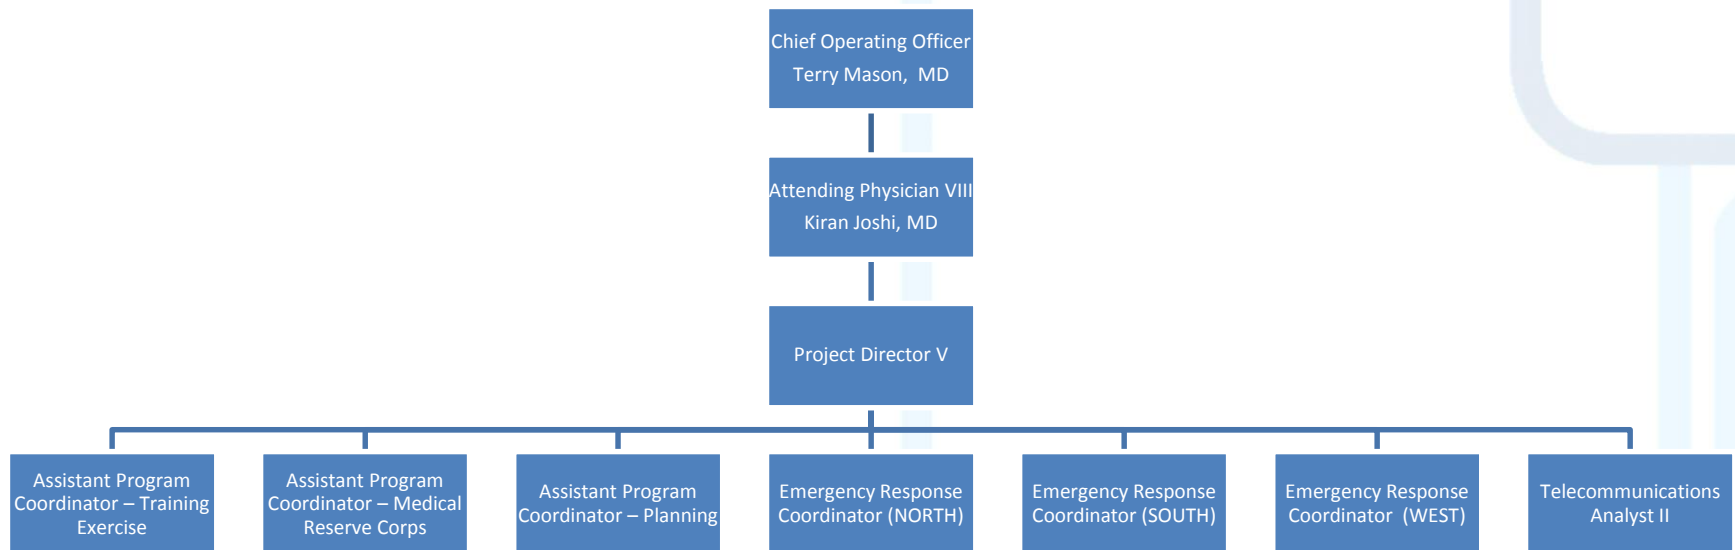 Chief Operating Officer
Terry Mason, MD
Attending Physician VIII
Kiran Joshi, MD
Project Director V
Assistant Program
Coordinator – Training
Exercise
Assistant Program
Coordinator – Medical
Reserve Corps
Assistant Program
Coordinator – Planning
Emergency Response
Coordinator (NORTH)
Emergency Response
Coordinator (SOUTH)
Emergency Response
Coordinator (WEST)
Telecommunications
Analyst II